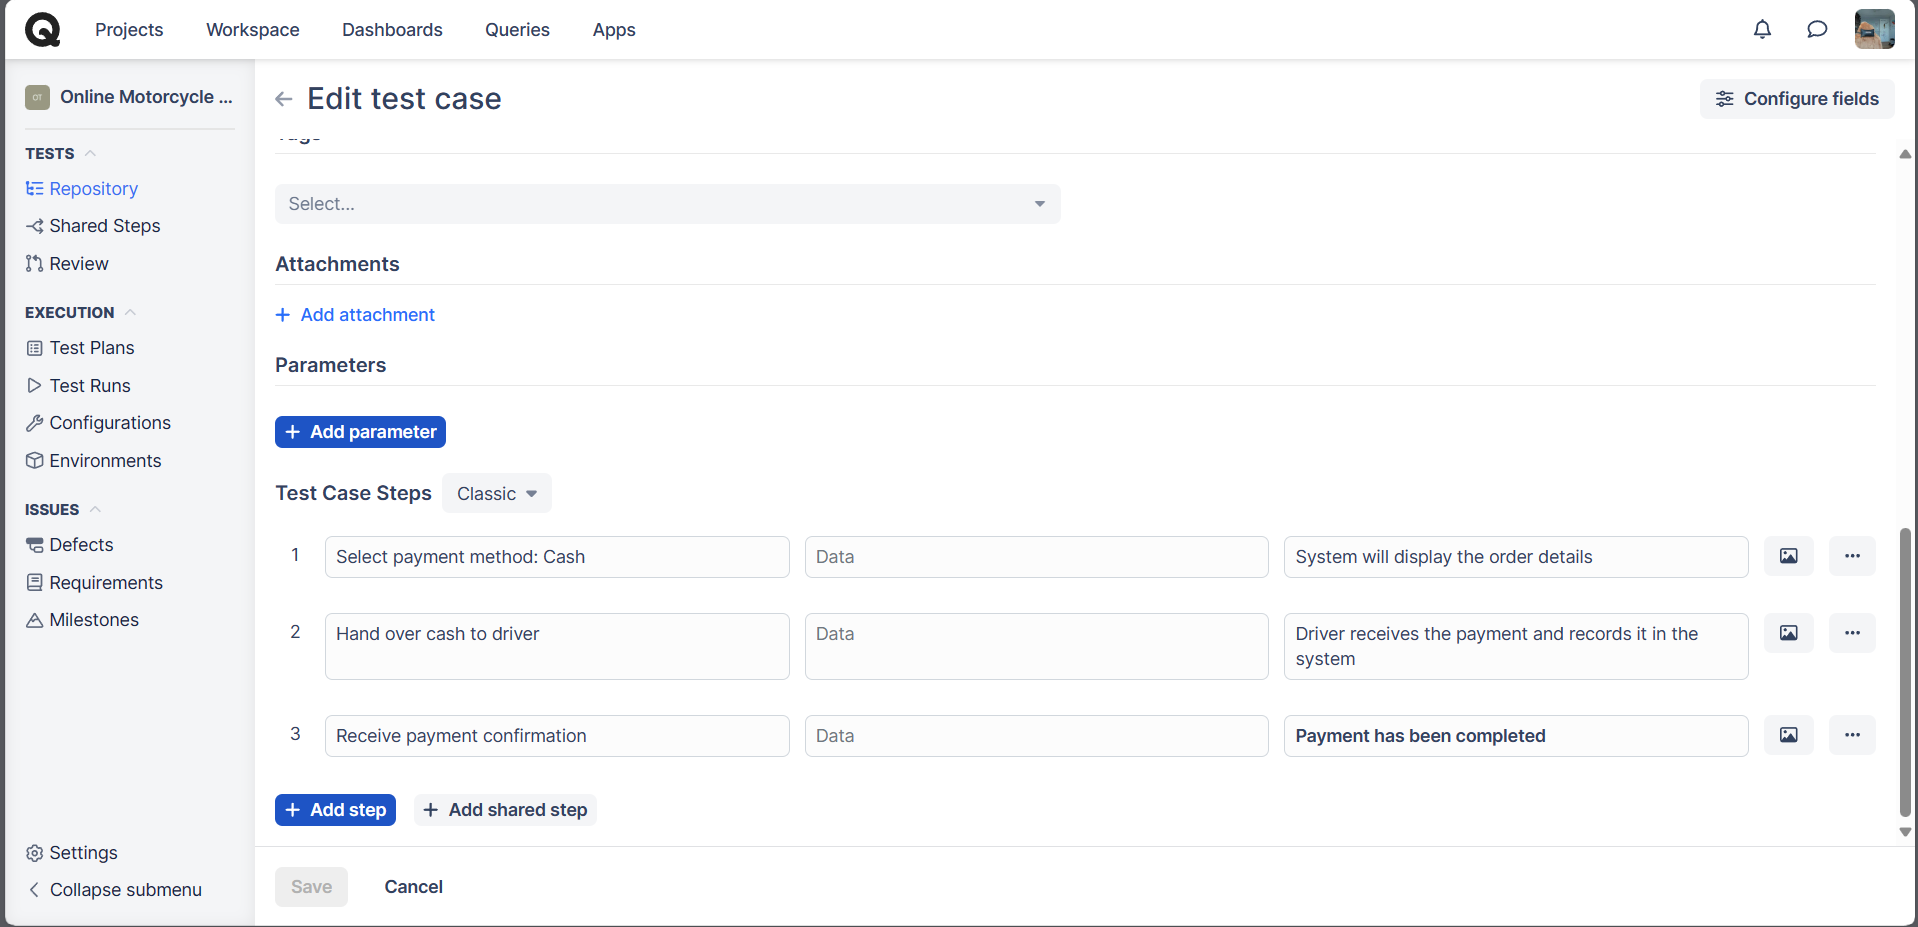 Projects
Workspace
Dashboards
Queries
Apps
OT
Online Motorcycle ...
TESTS
Repository
Shared Steps
Review
EXECUTION
Test Plans
Test Runs
Configurations
Environments
ISSUES
Defects
Requirements
Milestones
Settings
Collapse submenu
Edit test case
Configure fields
Tags
Select...
Attachments
+ Add attachment
Parameters
+ Add parameter
Test Case Steps
Classic
1
Select payment method: Cash
Data
System will display the order details
2
Hand over cash to driver
Data
Driver receives the payment and records it in the
system
3
Receive payment confirmation
Data
Payment has been completed
+ Add step
+ Add shared step
Save
Cancel